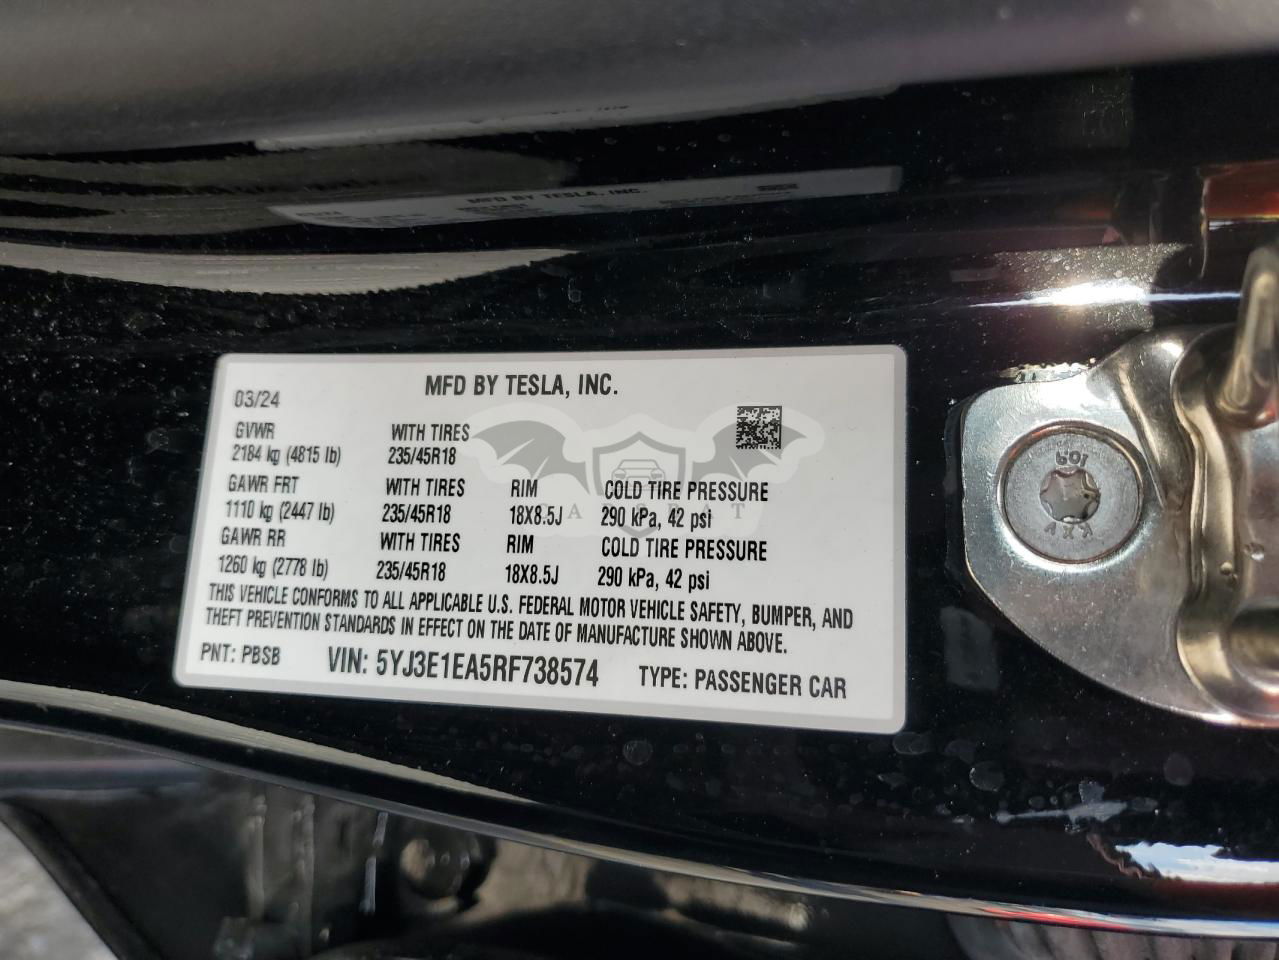 MFD BY TESLA, INC.
03/24 MFD BY TESLA, INC.
GVWR WITH TIRES
2184 kg (4815 lb) 235/45R18
GAWR FRT WITH TIRES RIM COLD TIRE PRESSURE
1110 kg (2447 lb) 235/45R18 18X8.5J 290 kPa, 42 psi
GAWR RR WITH TIRES RIM COLD TIRE PRESSURE
1260 kg (2778 lb) 235/45R18 18X8.5J 290 kPa, 42 psi
THIS VEHICLE CONFORMS TO ALL APPLICABLE U.S. FEDERAL MOTOR VEHICLE SAFETY, BUMPER, AND
THEFT PREVENTION STANDARDS IN EFFECT ON THE DATE OF MANUFACTURE SHOWN ABOVE.
PNT: PBSB VIN: 5YJ3E1EA5RF738574 TYPE: PASSENGER CAR